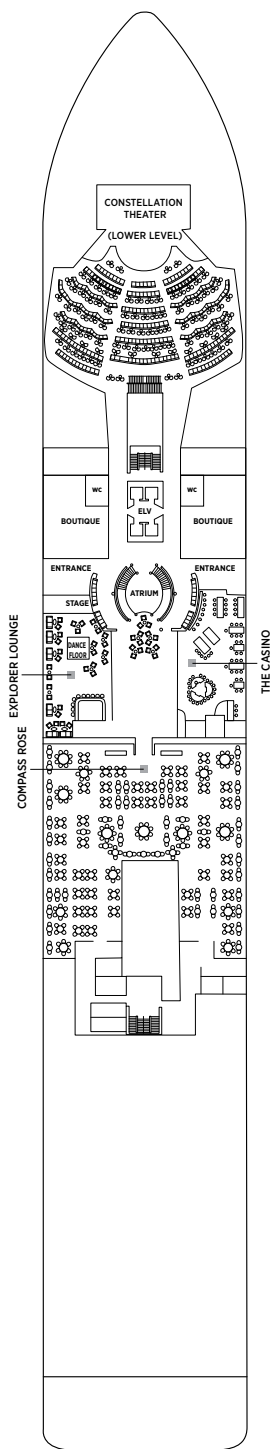 CONSTELLATION
THEATER
(LOWER LEVEL)
WC
WC
ELV
BOUTIQUE
BOUTIQUE
ENTRANCE
ENTRANCE
ATRIUM
STAGE
DANCE
FLOOR
EXPLORER LOUNGE
THE CASINO
COMPASS ROSE